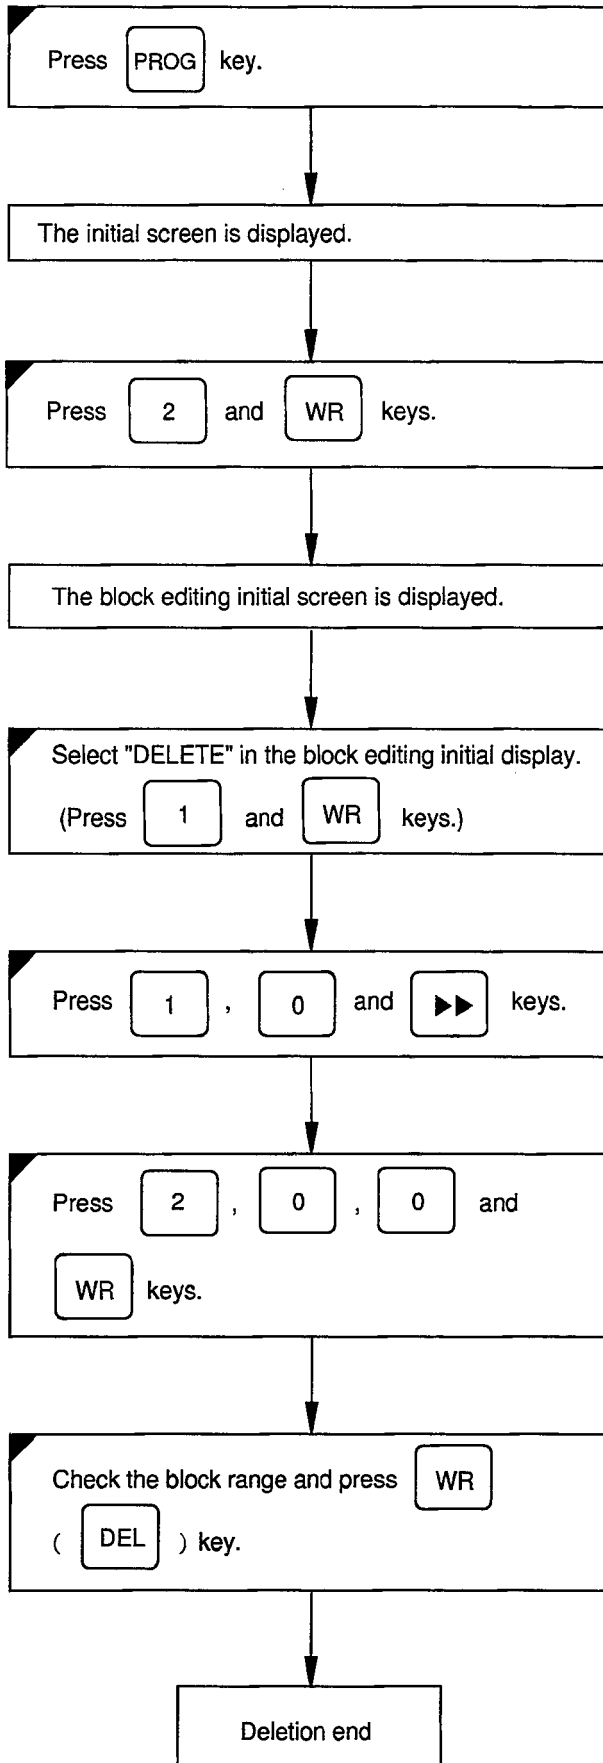 Press PROG key.
The initial screen is displayed.
Press 2 and WR keys.
The block editing initial screen is displayed.
Select "DELETE" in the block editing initial display.
(Press 1 and WR keys.)
Press 1 , 0 and ▶▶ keys.
Press 2 , 0 , 0 and
WR keys.
Check the block range and press WR
( DEL ) key.
Deletion end